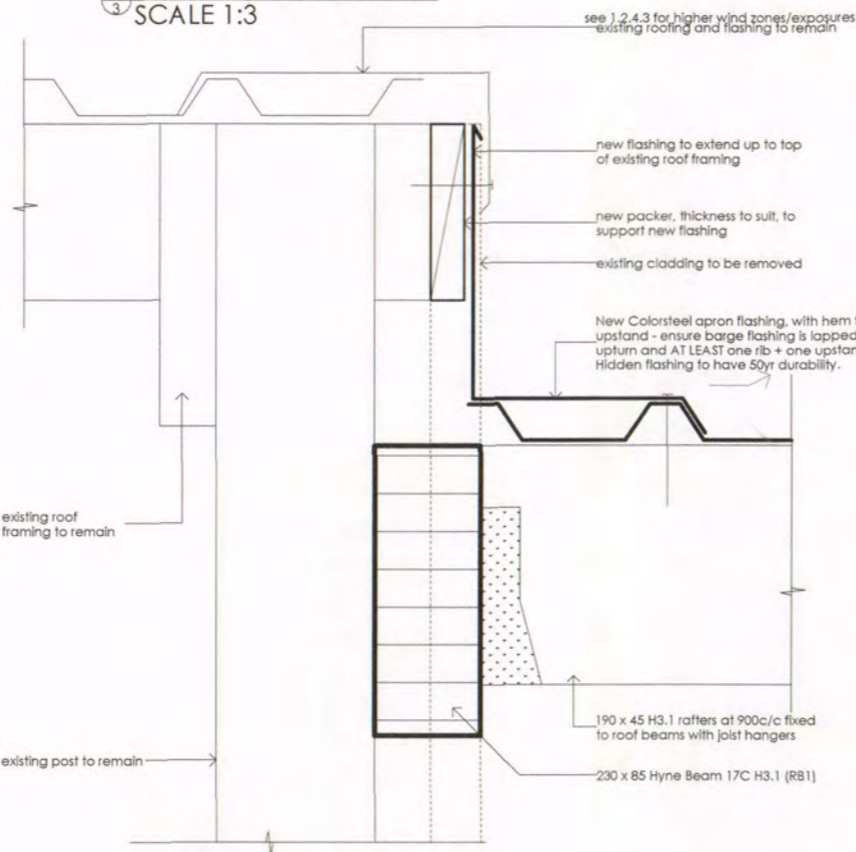 3
SCALE 1:3
see 1.2.4.3 for higher wind zones/exposures
existing roofing and flashing to remain
new flashing to extend up to top
of existing roof framing
new packer, thickness to suit, to
support new flashing
existing cladding to be removed
New Colorsteel apron flashing, with hem
upstand - ensure barge flashing is lapped
upturn and AT LEAST one rib + one upstan
Hidden flashing to have 50yr durability.
existing roof
framing to remain
190 x 45 H3.1 rafters at 900c/c fixed
to roof beams with joist hangers
existing post to remain
230 x 85 Hyne Beam 17C H3.1 (RB1)